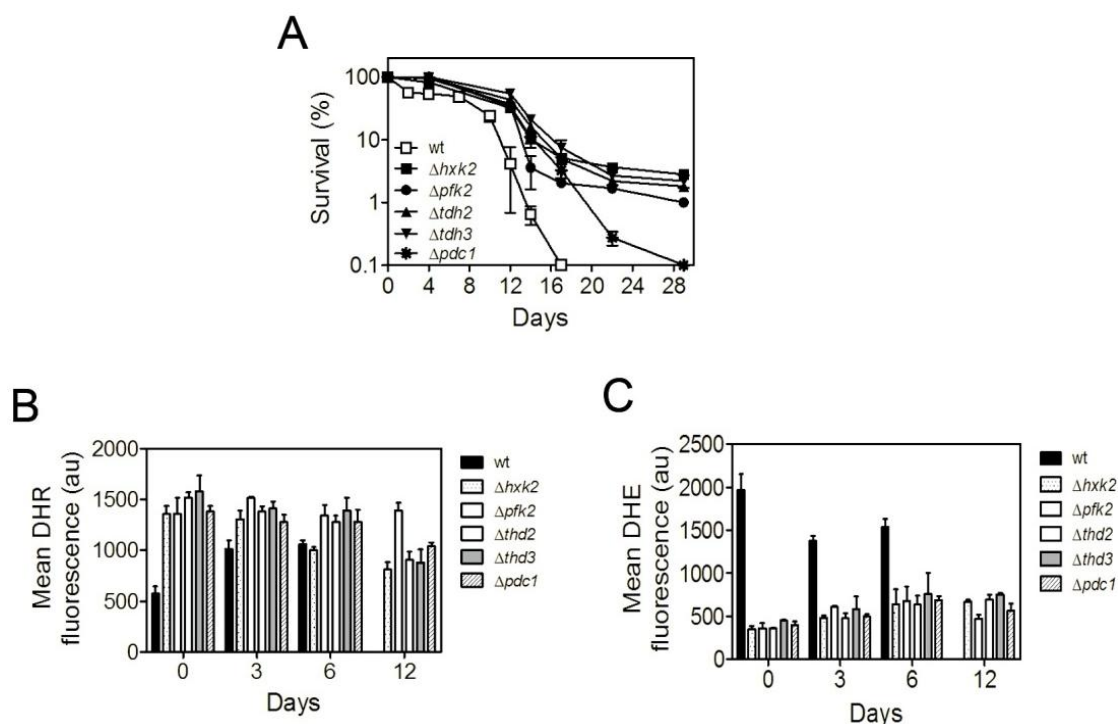 A
Survival (%)
100
10
1
0.1
wt
Δhxk2
Δpfk2
Δtdh2
Δtdh3
Δpdc1
0 4 8 12 16 20 24 28
Days
B
Mean DHR
fluorescence (au)
2000
1500
1000
500
0
0 3 6 12
Days
wt
Δhxk2
Δpfk2
Δthd2
Δthd3
Δpdc1
C
Mean DHE
fluorescence (au)
2500
2000
1500
1000
500
0
0 3 6 12
Days
wt
Δhxk2
Δpfk2
Δthd2
Δthd3
Δpdc1